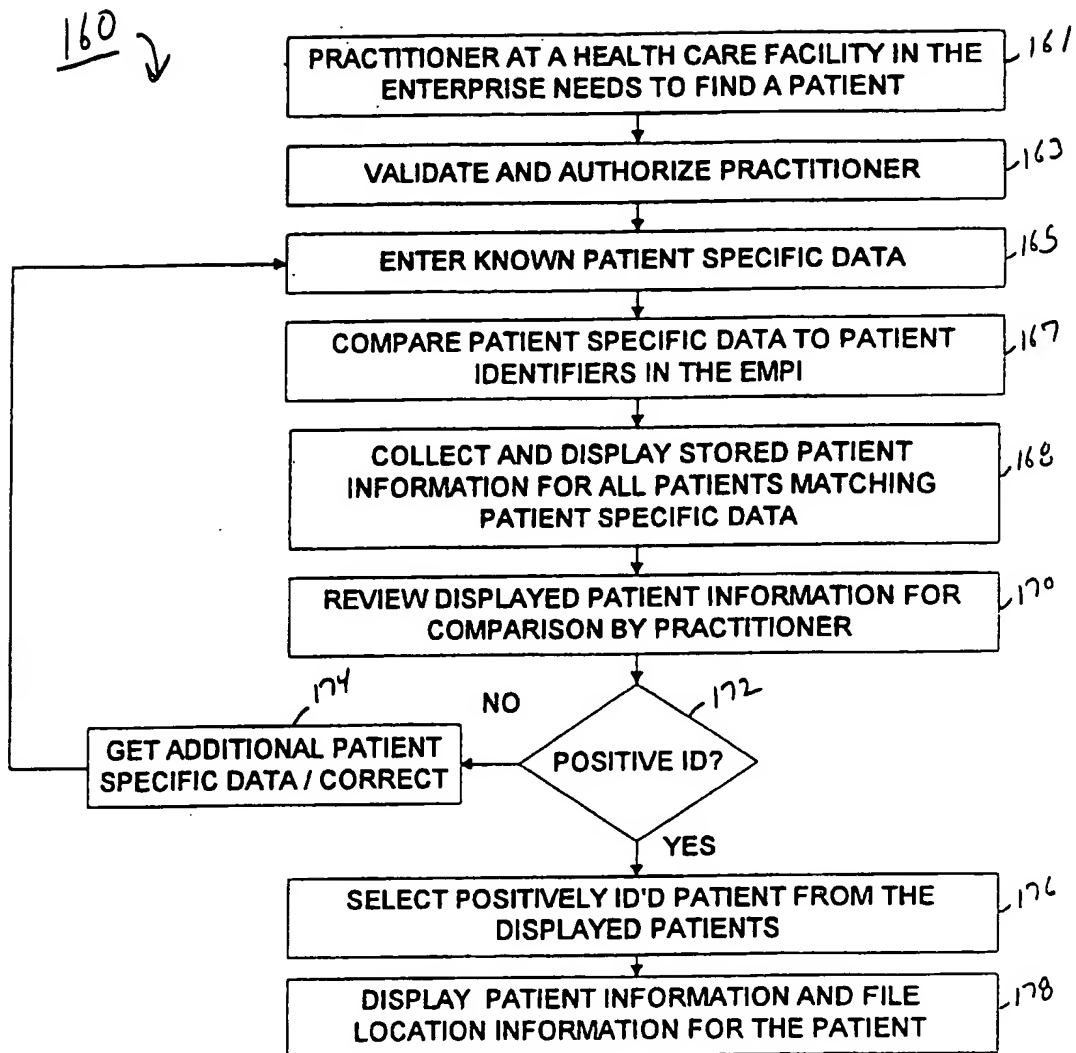 160
PRACTITIONER AT A HEALTH CARE FACILITY IN THE
ENTERPRISE NEEDS TO FIND A PATIENT
161
VALIDATE AND AUTHORIZE PRACTITIONER
163
ENTER KNOWN PATIENT SPECIFIC DATA
165
COMPARE PATIENT SPECIFIC DATA TO PATIENT
IDENTIFIERS IN THE EMPI
167
COLLECT AND DISPLAY STORED PATIENT
INFORMATION FOR ALL PATIENTS MATCHING
PATIENT SPECIFIC DATA
168
REVIEW DISPLAYED PATIENT INFORMATION FOR
COMPARISON BY PRACTITIONER
170
172
POSITIVE ID?
NO
174
GET ADDITIONAL PATIENT
SPECIFIC DATA / CORRECT
YES
SELECT POSITIVELY ID'D PATIENT FROM THE
DISPLAYED PATIENTS
176
DISPLAY PATIENT INFORMATION AND FILE
LOCATION INFORMATION FOR THE PATIENT
178